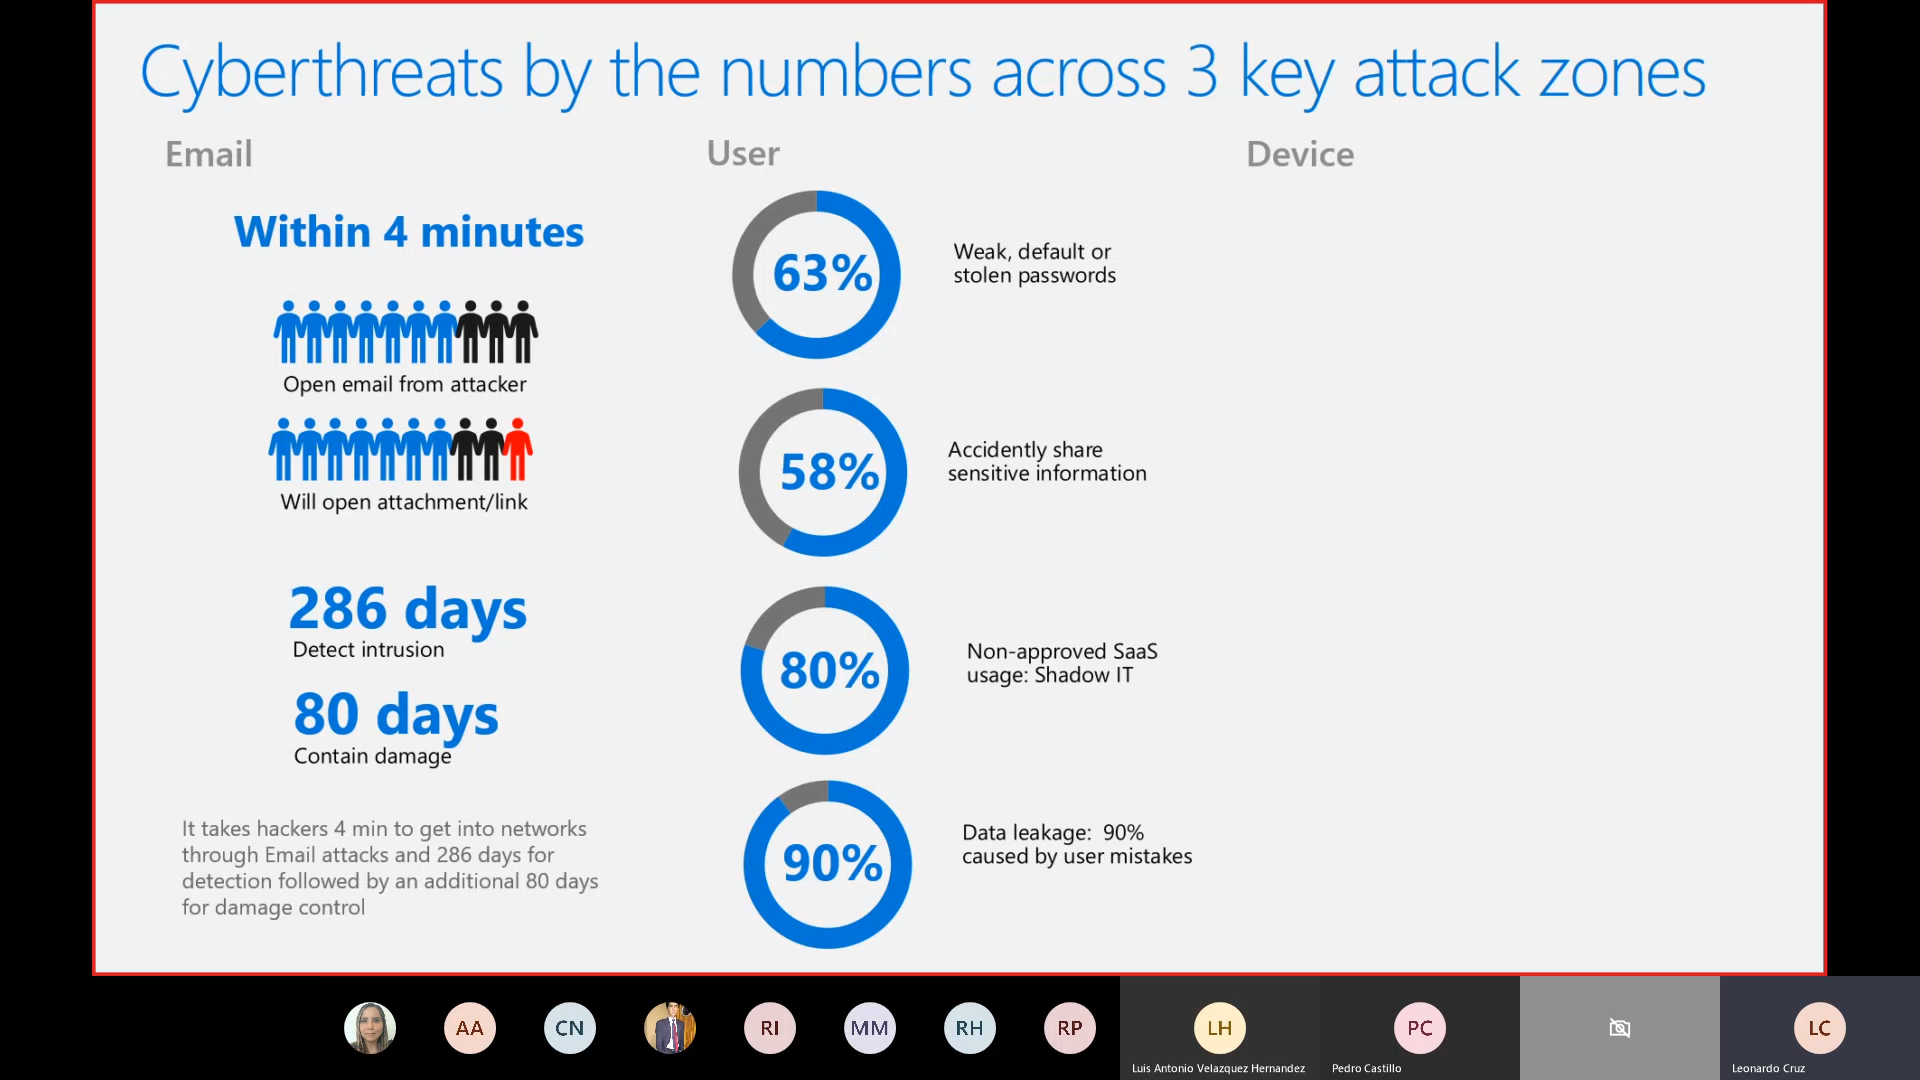 Cyberthreats by the numbers across 3 key attack zones
Email
Within 4 minutes
Open email from attacker
Will open attachment/link
286 days
Detect intrusion
80 days
Contain damage
It takes hackers 4 min to get into networks
through Email attacks and 286 days for
detection followed by an additional 80 days
for damage control
User
63%
Weak, default or
stolen passwords
58%
Accidently share
sensitive information
80%
Non-approved SaaS
usage: Shadow IT
90%
Data leakage: 90%
caused by user mistakes
Device
AA
CN
RI
MM
RH
RP
LH
Luis Antonio Velazquez Hernandez
PC
Pedro Castillo
LC
Leonardo Cruz